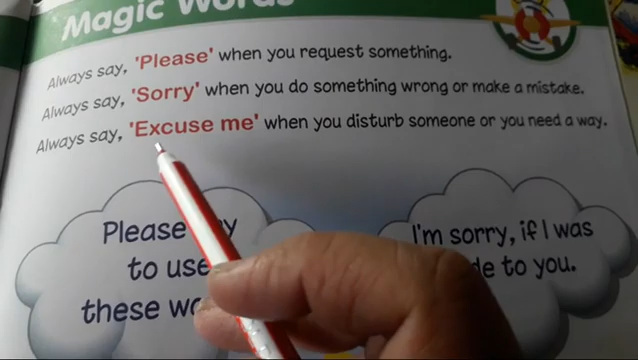 Magic Words
Always say, 'Please' when you request something.
Always say, 'Sorry' when you do something wrong or make a mistake.
Always say, 'Excuse me' when you disturb someone or you need a way.
Please
to use
these
I'm sorry, if I was
to you.